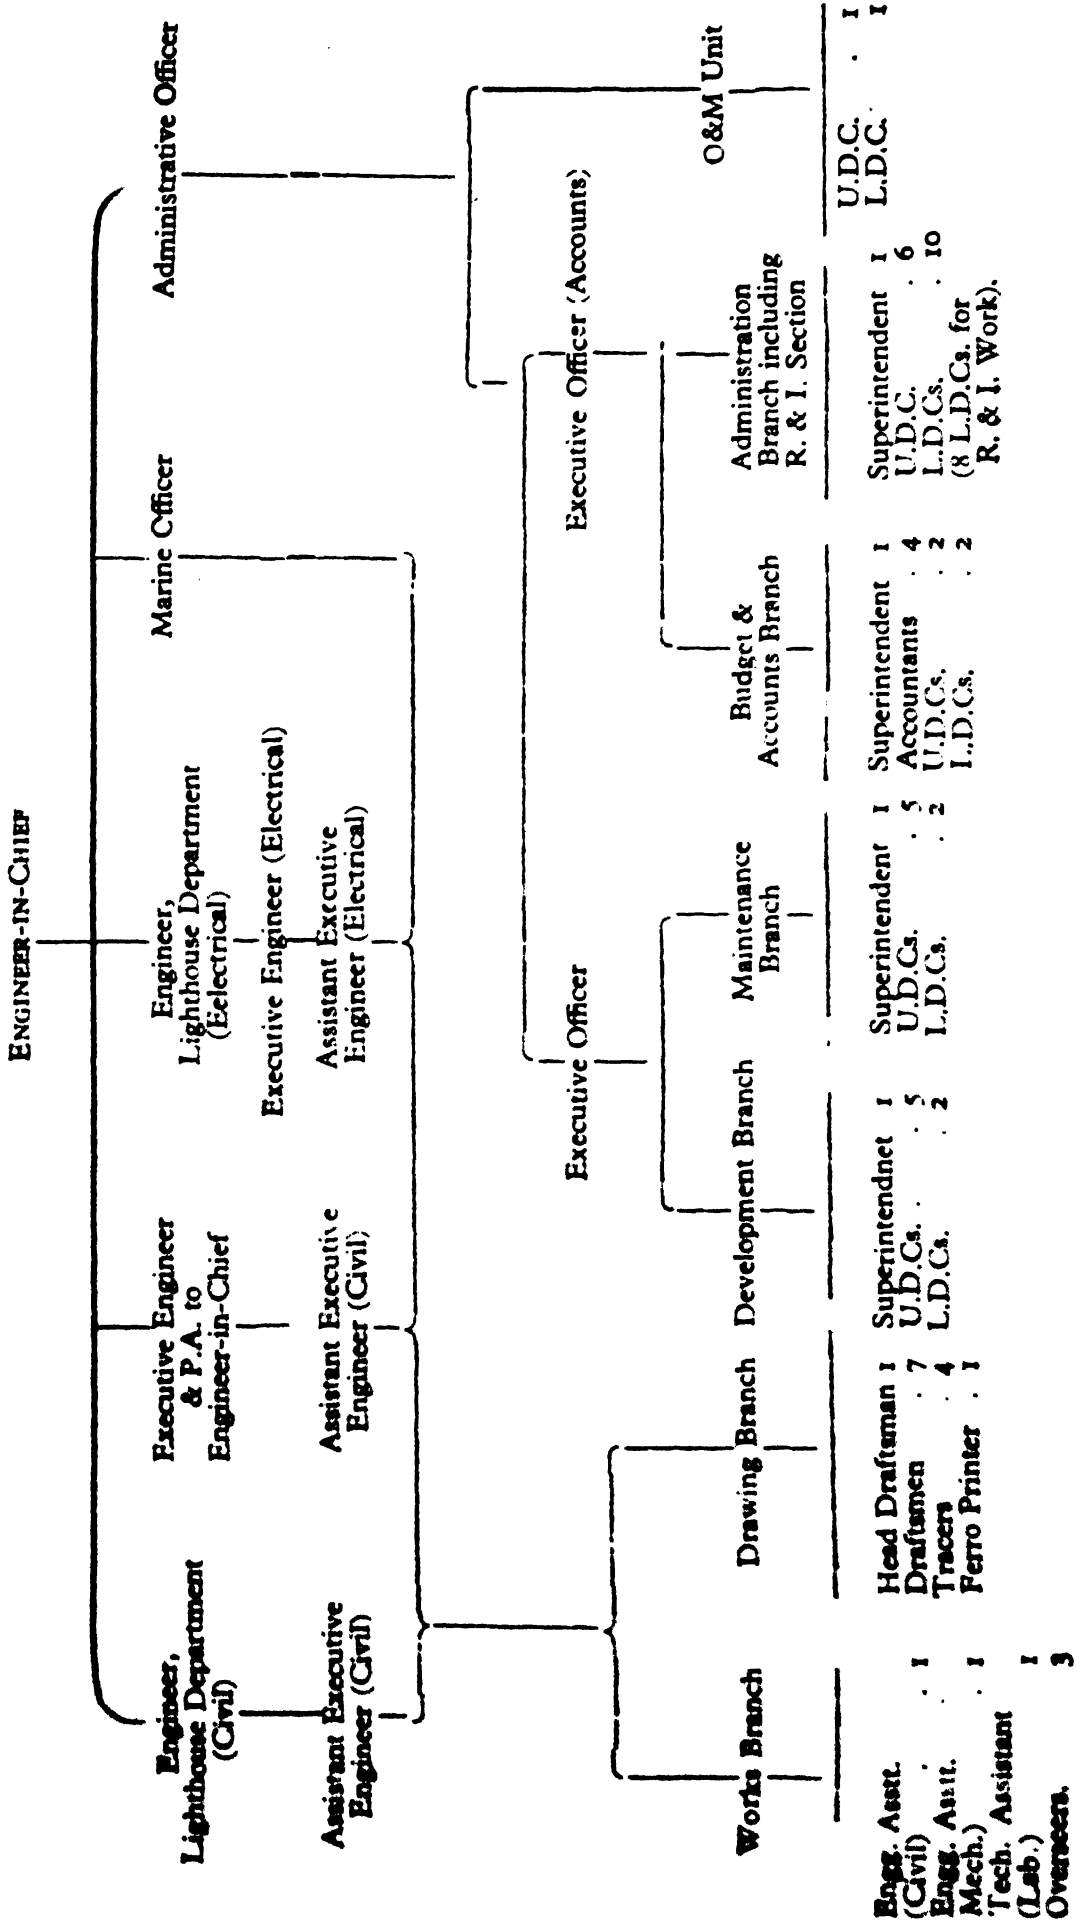 ENGINEER-IN-CHIEF
Engineer,
Lighthouse Department
(Civil)
Executive Engineer
& P.A. to
Engineer-in-Chief
Engineer,
Lighthouse Department
(Eelectrical)
Marine Officer
Administrative Officer
Executive Engineer (Electrical)
Assistant Executive
Engineer (Civil)
Assistant Executive
Engineer (Civil)
Assistant Executive
Engineer (Electrical)
Executive Officer
Executive Officer (Accounts)
Works Branch
Drawing Branch
Development Branch
Maintenance
Branch
Budget &
Accounts Branch
Administration
Branch including
R. & I. Section
O&M Unit
Engg. Asstt.
(Civil) . . 1
Engg. Asstt.
Mech.) . 1
Tech. Assistant
(Lab.) 1
Overseers. 3
Head Draftsman 1
Draftsmen . 7
Tracers . 4
Ferro Printer . 1
Superintendnet 1
U.D.Cs. . . 5
L.D.Cs. . 2
Superintendent 1
U.D.Cs. . 5
L.D.Cs. . 2
Superintendent 1
Accountants . 4
U.D.Cs. . 2
L.D.Cs. . 2
Superintendent 1
U.D.C. . 6
L.D.Cs. . 10
(8 L.D.Cs. for
R. & I. Work).
U.D.C. . 1
L.D.C. 1